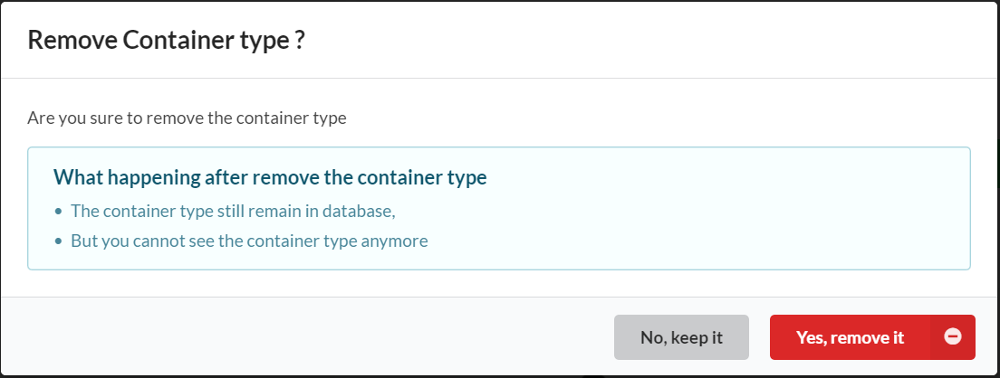 Remove Container type ?
Are you sure to remove the container type
What happening after remove the container type
• The container type still remain in database,
• But you cannot see the container type anymore
No, keep it
Yes, remove it